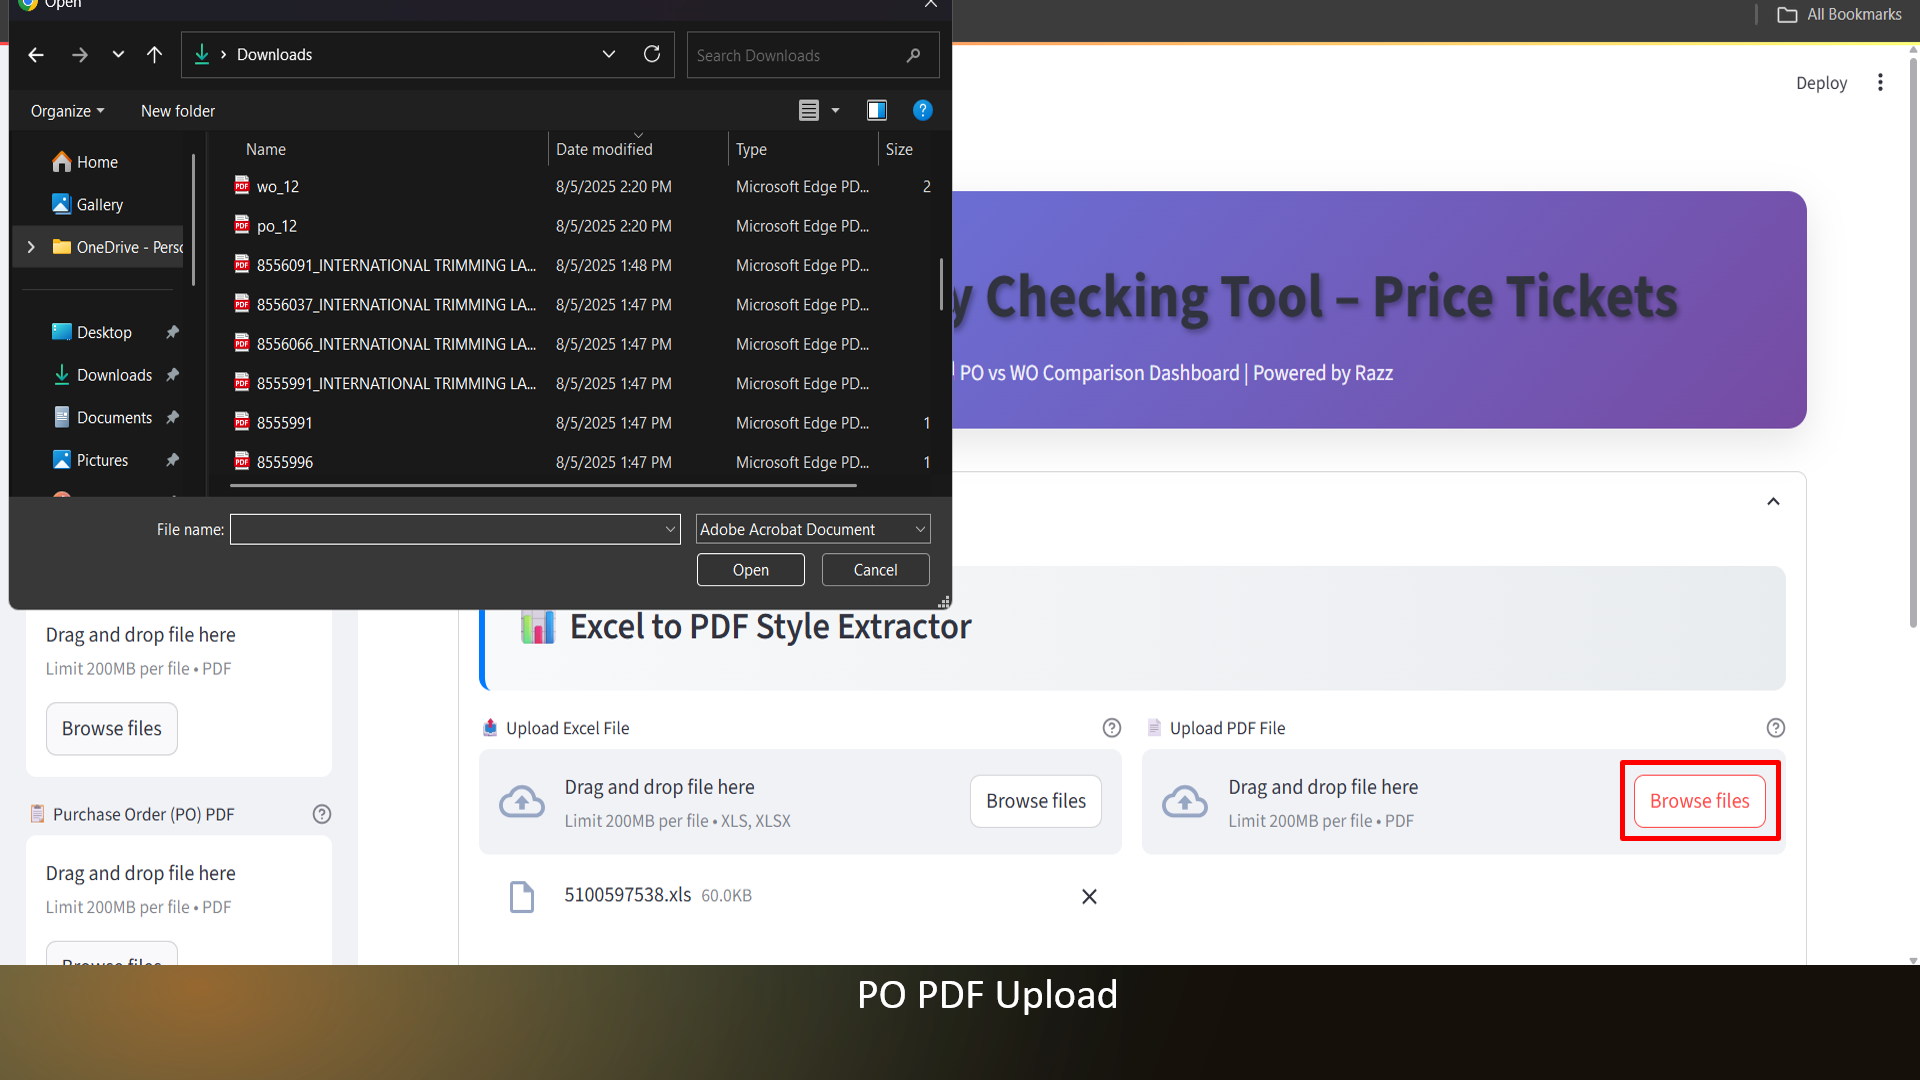 Open
All Bookmarks
Downloads
Search Downloads
Deploy
Organize
New folder
Name
Date modified
Type
Size
Home
Gallery
OneDrive - Perso
Desktop
Downloads
Documents
Pictures
wo_12 8/5/2025 2:20 PM Microsoft Edge PD... 2
po_12 8/5/2025 2:20 PM Microsoft Edge PD...
8556091_INTERNATIONAL TRIMMING LA... 8/5/2025 1:48 PM Microsoft Edge PD...
8556037_INTERNATIONAL TRIMMING LA... 8/5/2025 1:47 PM Microsoft Edge PD...
8556066_INTERNATIONAL TRIMMING LA... 8/5/2025 1:47 PM Microsoft Edge PD...
8555991_INTERNATIONAL TRIMMING LA... 8/5/2025 1:47 PM Microsoft Edge PD...
8555991 8/5/2025 1:47 PM Microsoft Edge PD... 1
8555996 8/5/2025 1:47 PM Microsoft Edge PD... 1
File name:
Adobe Acrobat Document
Open
Cancel
y Checking Tool – Price Tickets
PO vs WO Comparison Dashboard | Powered by Razz
Drag and drop file here
Limit 200MB per file • PDF
Browse files
Purchase Order (PO) PDF
Drag and drop file here
Limit 200MB per file • PDF
Browse files
Excel to PDF Style Extractor
Upload Excel File
Drag and drop file here
Limit 200MB per file • XLS, XLSX
Browse files
5100597538.xls 60.0KB
Upload PDF File
Drag and drop file here
Limit 200MB per file • PDF
Browse files
PO PDF Upload